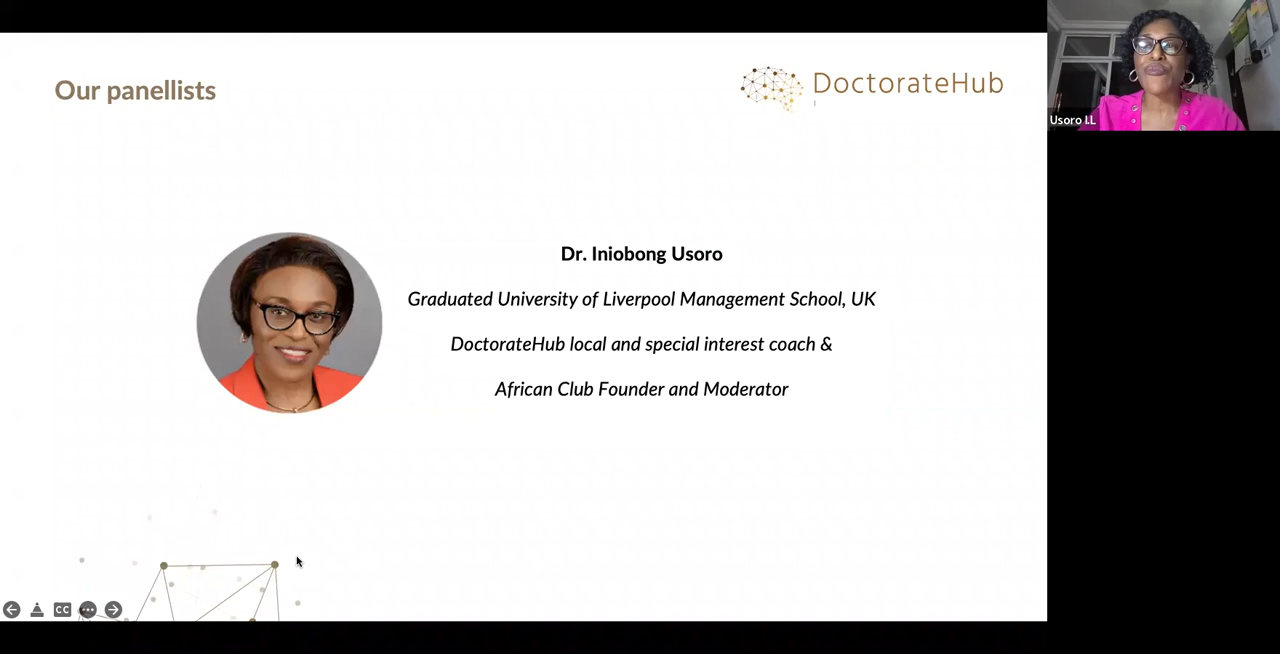 Our panellists
DoctorateHub
Usoro I.L
Dr. Iniobong Usoro
Graduated University of Liverpool Management School, UK
DoctorateHub local and special interest coach &
African Club Founder and Moderator
CC